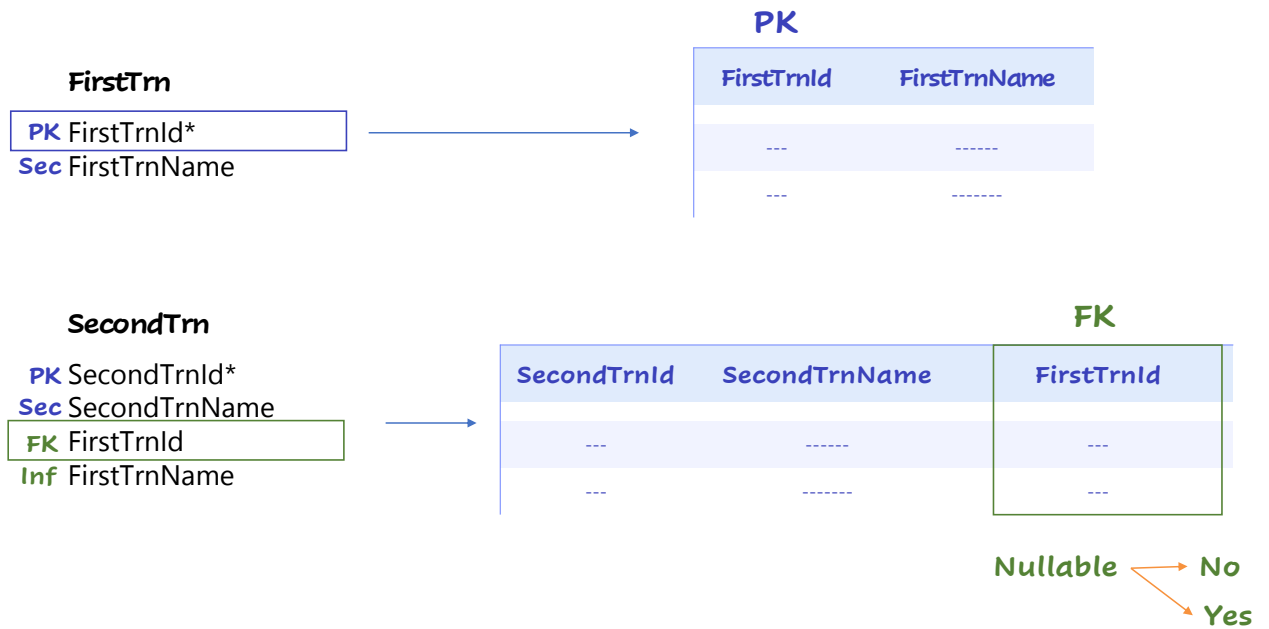 PK
FirstTrnId FirstTrnName
--- ------
--- -------
FirstTrn
PK FirstTrnId*
Sec FirstTrnName
SecondTrn
PK SecondTrnId*
Sec SecondTrnName
FK FirstTrnId
Inf FirstTrnName
FK
SecondTrnId SecondTrnName FirstTrnId
--- ------ ---
--- ------- ---
Nullable No
Yes